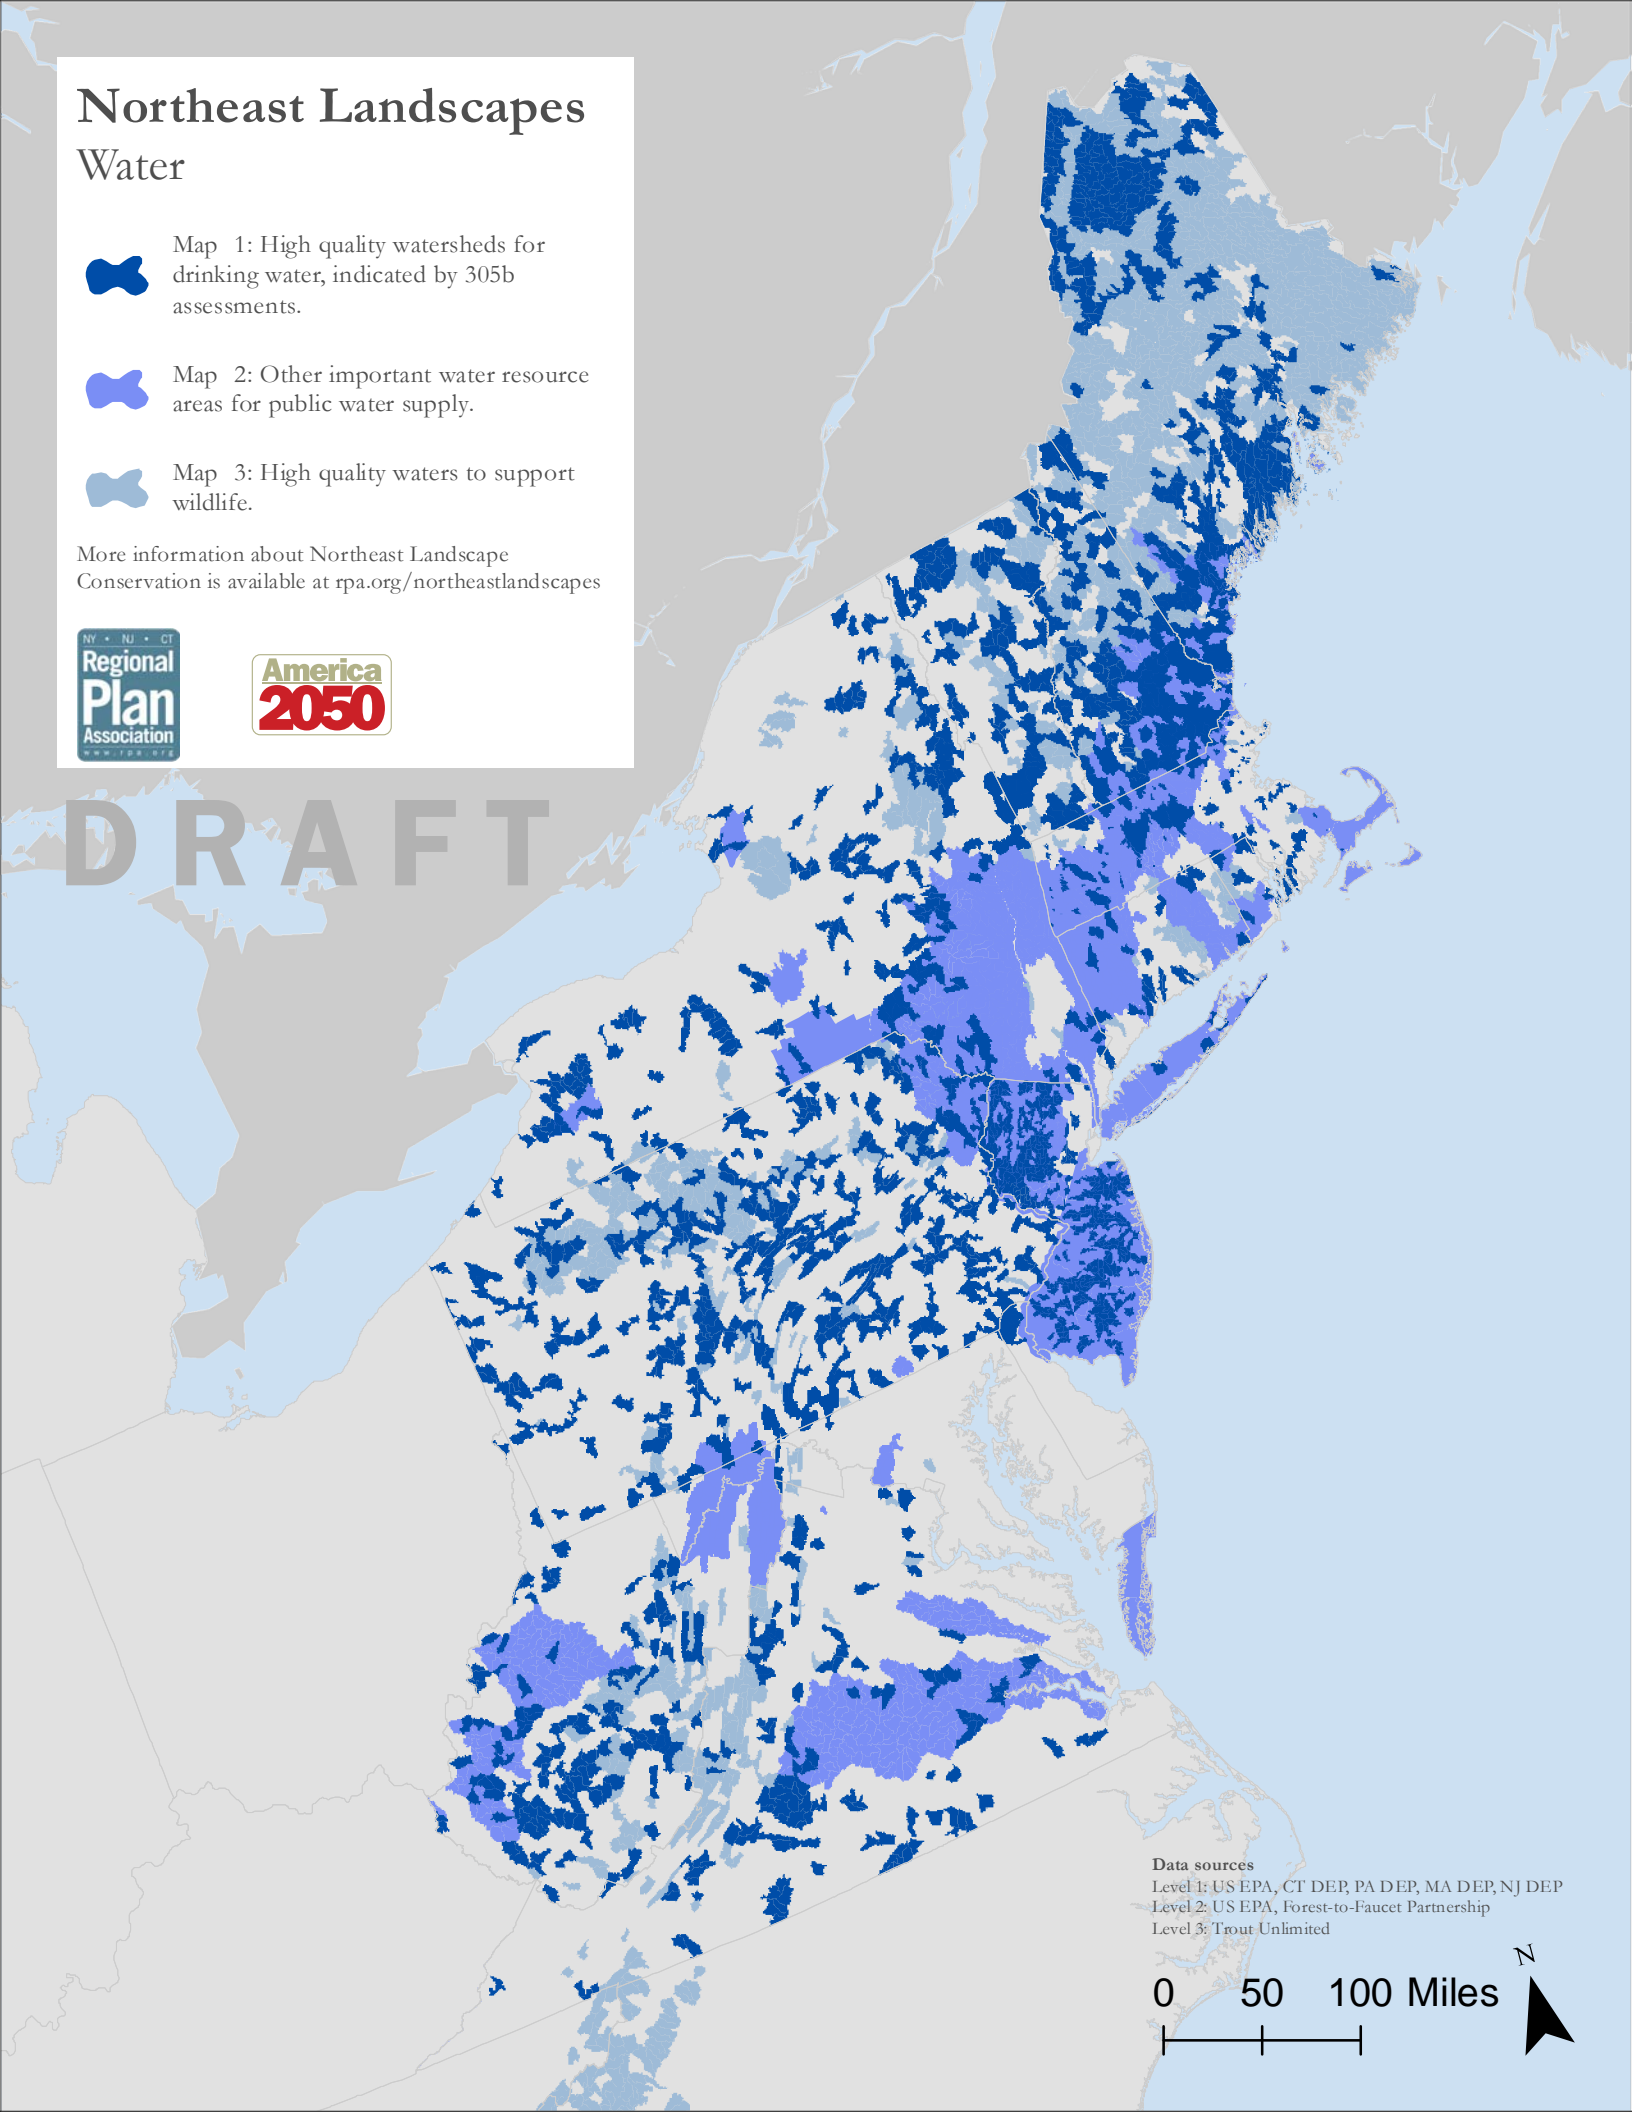 Northeast Landscapes
Water
Map 1: High quality watersheds for
drinking water, indicated by 305b
assessments.
Map 2: Other important water resource
areas for public water supply.
Map 3: High quality waters to support
wildlife.
More information about Northeast Landscape
Conservation is available at rpa.org/northeastlandscapes
NY • NJ • CT
Regional
Plan
Association
www.rpa.org
America
2050
DRAFT
Data sources
Level 1: US EPA, CT DEP, PA DEP, MA DEP, NJ DEP
Level 2: US EPA, Forest-to-Faucet Partnership
Level 3: Trout Unlimited
N
0 50 100 Miles